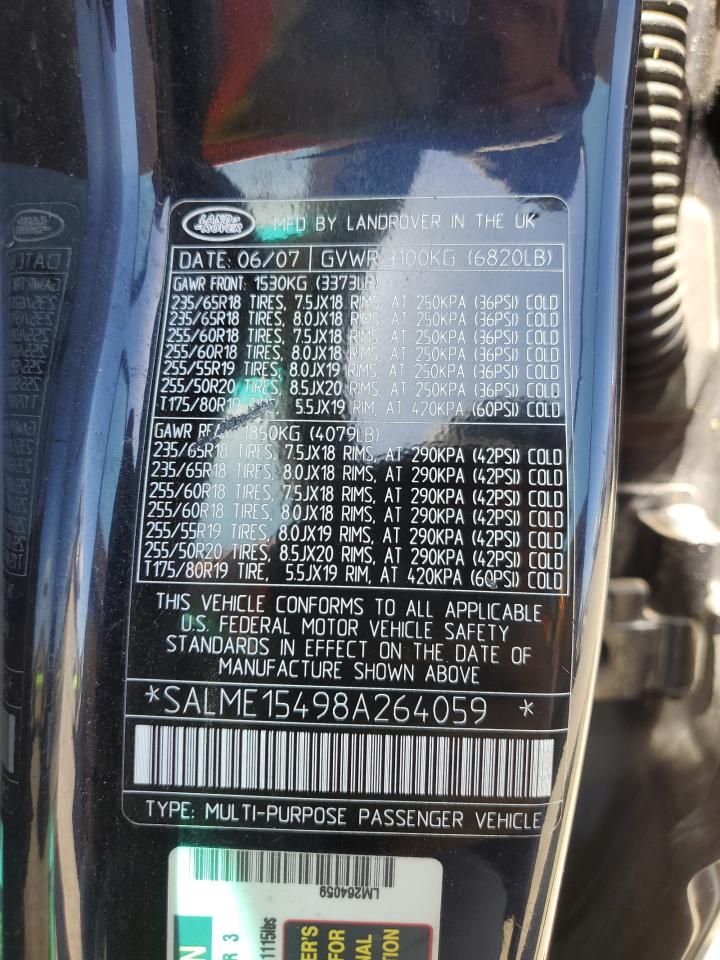 LAND ROVER MFD BY LANDROVER IN THE UK
DATE: 06/07 GVWR 3100KG (6820LB)
GAWR FRONT: 1530KG (3373LB)
235/65R18 TIRES, 7.5JX18 RIMS, AT 250KPA (36PSI) COLD
235/65R18 TIRES, 8.0JX18 RIMS, AT 250KPA (36PSI) COLD
255/60R18 TIRES, 7.5JX18 RIMS, AT 250KPA (36PSI) COLD
255/60R18 TIRES, 8.0JX18 RIMS, AT 250KPA (36PSI) COLD
255/55R19 TIRES, 8.0JX19 RIMS, AT 250KPA (36PSI) COLD
255/50R20 TIRES, 8.5JX20 RIMS, AT 250KPA (36PSI) COLD
T175/80R19 5.5JX19 RIM, AT 420KPA (60PSI) COLD
GAWR REAR 1850KG (4079LB)
235/65R18 TIRES, 7.5JX18 RIMS, AT 290KPA (42PSI) COLD
235/65R18 TIRES, 8.0JX18 RIMS, AT 290KPA (42PSI) COLD
255/60R18 TIRES, 7.5JX18 RIMS, AT 290KPA (42PSI) COLD
255/60R18 TIRES, 8.0JX18 RIMS, AT 290KPA (42PSI) COLD
255/55R19 TIRES, 8.0JX19 RIMS, AT 290KPA (42PSI) COLD
255/50R20 TIRES, 8.5JX20 RIMS, AT 290KPA (42PSI) COLD
T175/80R19 TIRE, 5.5JX19 RIM, AT 420KPA (60PSI) COLD
THIS VEHICLE CONFORMS TO ALL APPLICABLE
U.S. FEDERAL MOTOR VEHICLE SAFETY
STANDARDS IN EFFECT ON THE DATE OF
MANUFACTURE SHOWN ABOVE
*SALME15498A264059 *
TYPE: MULTI-PURPOSE PASSENGER VEHICLE
LM264059